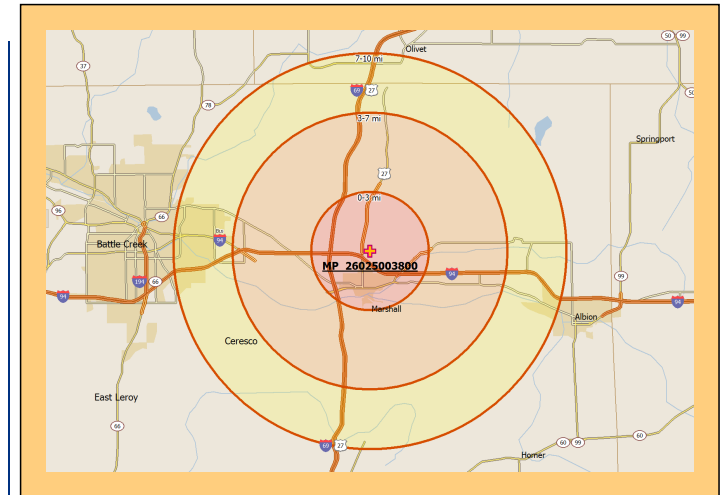 Olivet
50
99
7-10 mi
37
69
27
50
78
3-7 mi
Springport
27
0-3 mi
96
66
Bus
94
Battle Creek
MP_26025003800
94
194
66
99
94
94
Marshall
Albion
Ceresco
East Leroy
66
69
27
60
99
60
Homer